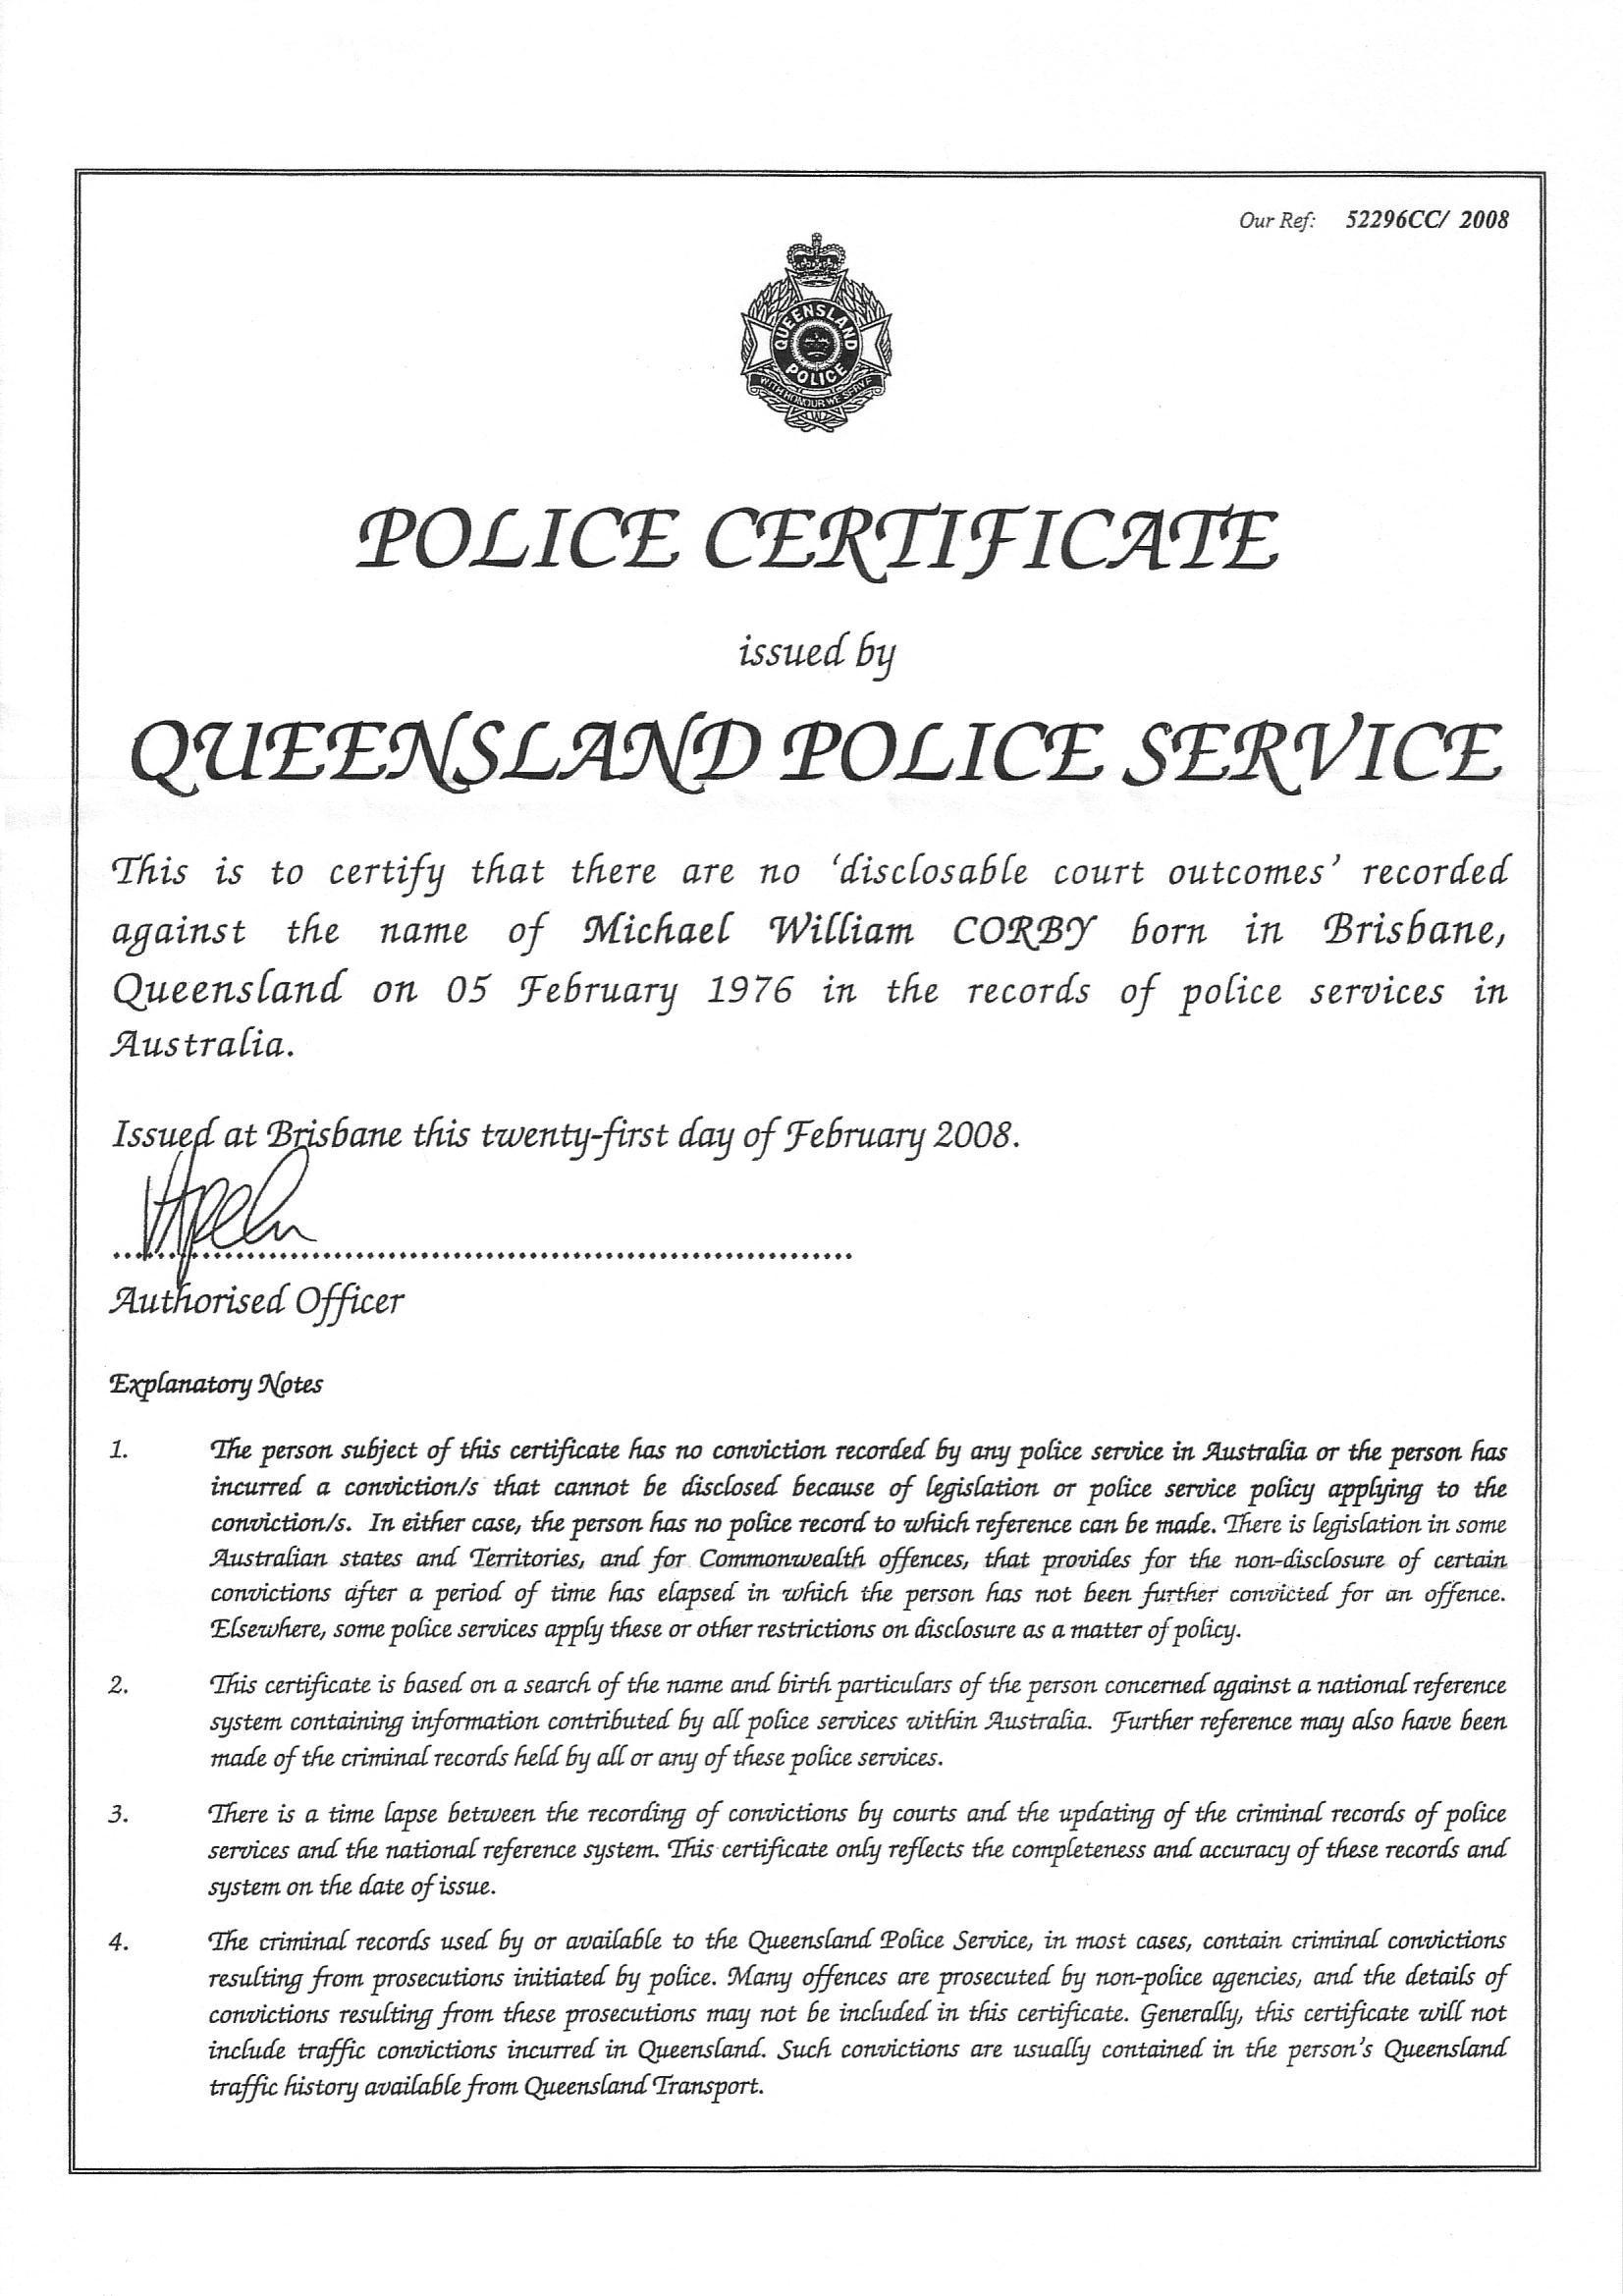 Our Ref: 52296CC/ 2008
QUEENSLAND
POLICE
WITH HONOUR WE SERVE
POLICE CERTIFICATE
issued by
QUEENSLAND POLICE SERVICE
This is to certify that there are no ‘disclosable court outcomes’ recorded
against the name of Michael William CORBY born in Brisbane,
Queensland on 05 February 1976 in the records of police services in
Australia.
Issued at Brisbane this twenty-first day of February 2008.
Authorised Officer
Explanatory Notes
1. The person subject of this certificate has no conviction recorded by any police service in Australia or the person has
incurred a conviction/s that cannot be disclosed because of legislation or police service policy applying to the
conviction/s. In either case, the person has no police record to which reference can be made. There is legislation in some
Australian states and Territories, and for Commonwealth offences, that provides for the non-disclosure of certain
convictions after a period of time has elapsed in which the person has not been further convicted for an offence.
Elsewhere, some police services apply these or other restrictions on disclosure as a matter of policy.
2. This certificate is based on a search of the name and birth particulars of the person concerned against a national reference
system containing information contributed by all police services within Australia. Further reference may also have been
made of the criminal records held by all or any of these police services.
3. There is a time lapse between the recording of convictions by courts and the updating of the criminal records of police
services and the national reference system. This certificate only reflects the completeness and accuracy of these records and
system on the date of issue.
4. The criminal records used by or available to the Queensland Police Service, in most cases, contain criminal convictions
resulting from prosecutions initiated by police. Many offences are prosecuted by non-police agencies, and the details of
convictions resulting from these prosecutions may not be included in this certificate. Generally, this certificate will not
include traffic convictions incurred in Queensland. Such convictions are usually contained in the person’s Queensland
traffic history available from Queensland Transport.